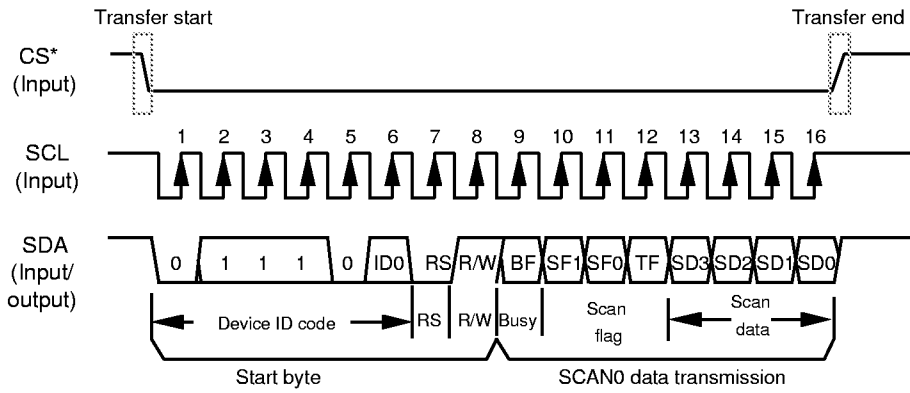 Transfer start
Transfer end
CS*
(Input)
1 2 3 4 5 6 7 8 9 10 11 12 13 14 15 16
SCL
(Input)
SDA
(Input/
output)
0 1 1 1 0 ID0 RS R/W BF SF1 SF0 TF SD3 SD2 SD1 SD0
Device ID code
RS
R/W
Busy
Scan
flag
Scan
data
Start byte
SCAN0 data transmission